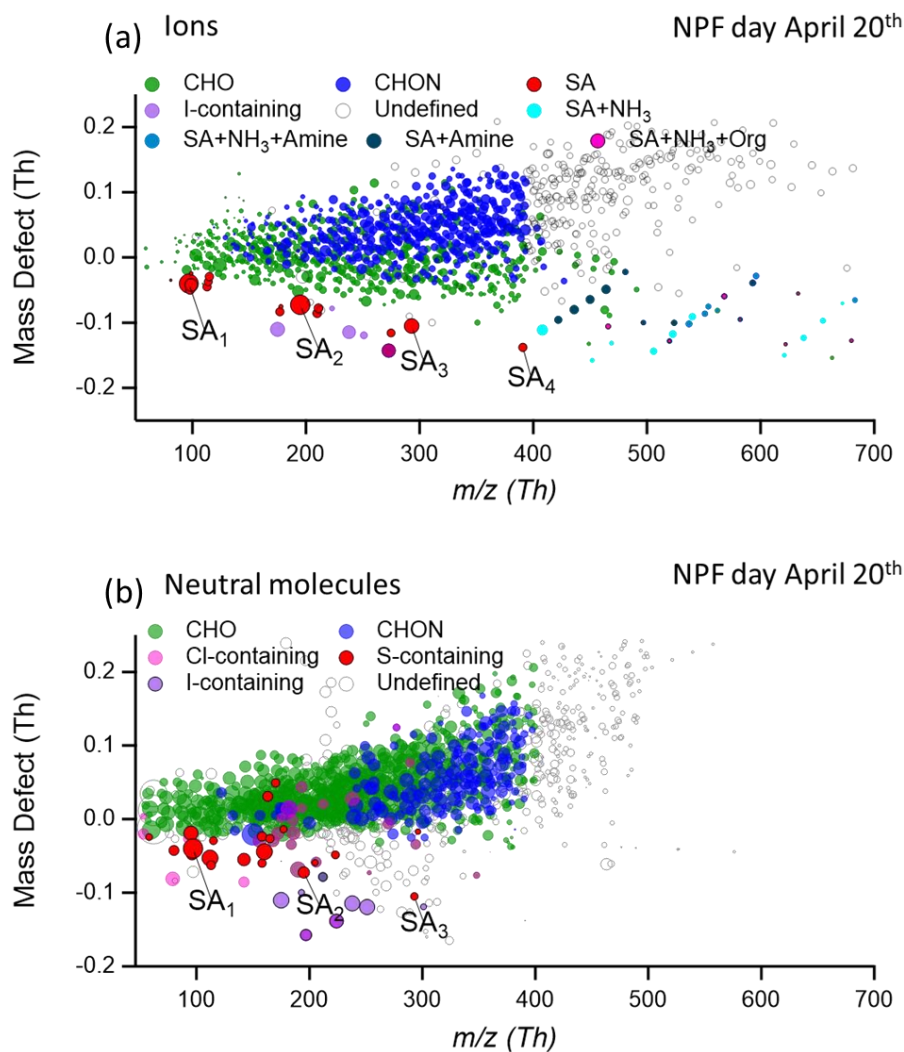 (a) Ions NPF day April 20th
CHO CHON SA
I-containing Undefined SA+NH3
SA+NH3+Amine SA+Amine SA+NH3+Org
0.2
0.1
0.0
-0.1
-0.2
Mass Defect (Th)
SA1
SA2
SA3
SA4
100 200 300 400 500 600 700
m/z (Th)
(b) Neutral molecules NPF day April 20th
CHO CHON
Cl-containing S-containing
I-containing Undefined
0.2
0.1
0.0
-0.1
-0.2
Mass Defect (Th)
SA1
SA2
SA3
100 200 300 400 500 600 700
m/z (Th)